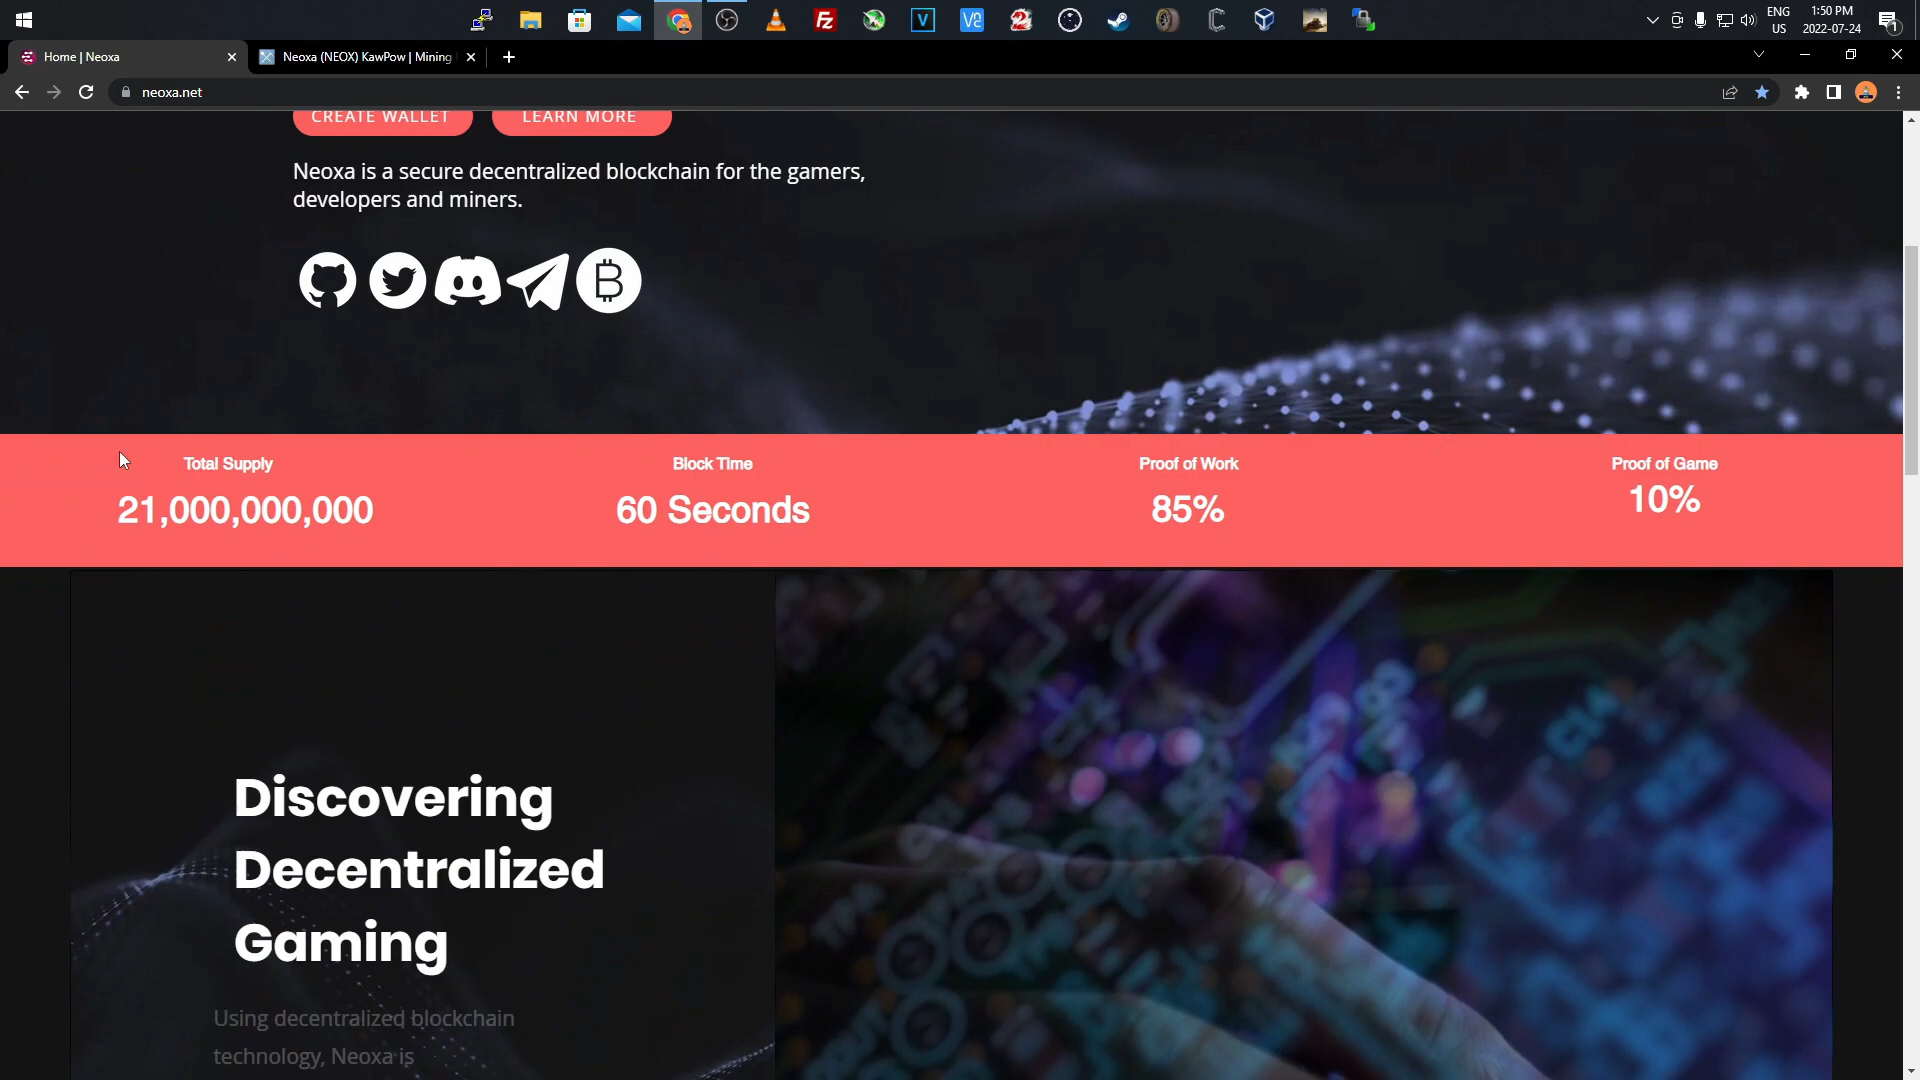 ENG
US
1:50 PM
2022-07-24
1
Home | Neoxa
Neoxa (NEOX) KawPow | Mining
neoxa.net
CREATE WALLET
LEARN MORE
Neoxa is a secure decentralized blockchain for the gamers,
developers and miners.
Total Supply
21,000,000,000
Block Time
60 Seconds
Proof of Work
85%
Proof of Game
10%
Discovering
Decentralized
Gaming
Using decentralized blockchain
technology, Neoxa is